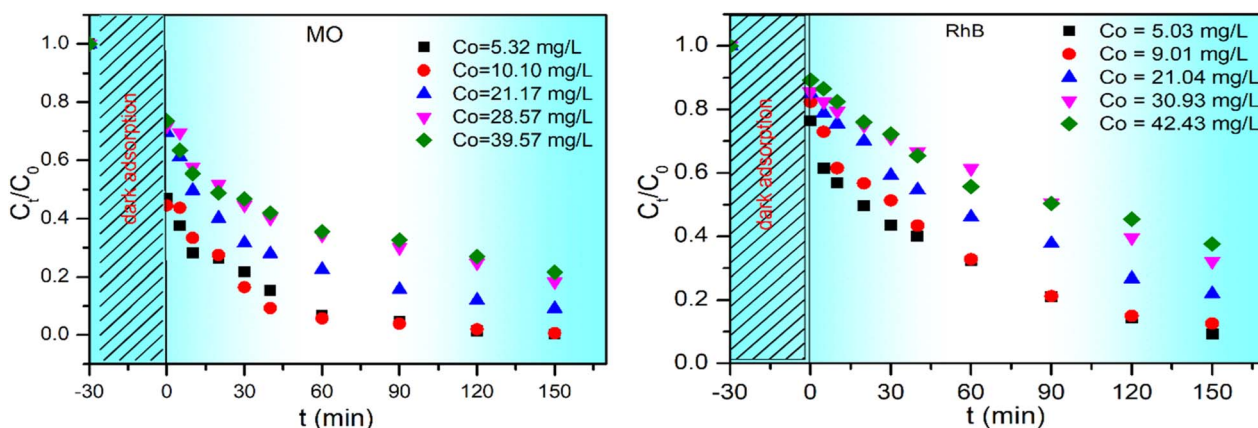 MO
Co=5.32 mg/L
Co=10.10 mg/L
Co=21.17 mg/L
Co=28.57 mg/L
Co=39.57 mg/L
dark adsorption
Ct/C0
1.0
0.8
0.6
0.4
0.2
0.0
-30 0 30 60 90 120 150
t (min)
RhB
Co = 5.03 mg/L
Co = 9.01 mg/L
Co = 21.04 mg/L
Co = 30.93 mg/L
Co = 42.43 mg/L
dark adsorption
Ct/C0
1.0
0.8
0.6
0.4
0.2
0.0
-30 0 30 60 90 120 150
t (min)